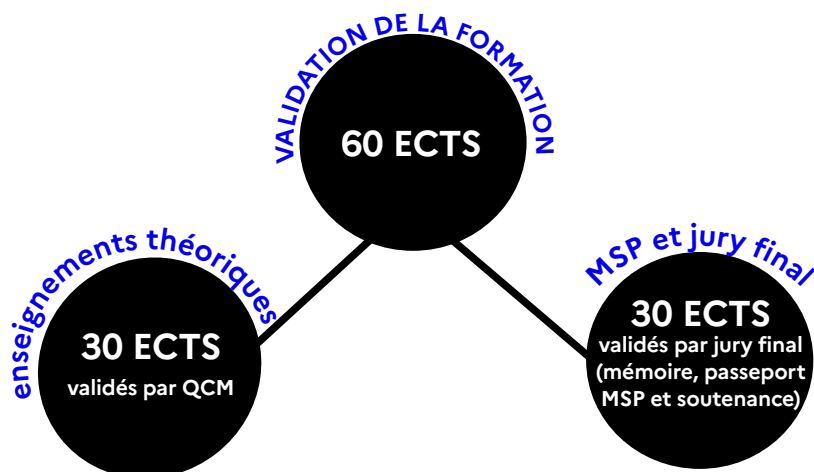 VALIDATION DE LA FORMATION
60 ECTS
enseignements théoriques
30 ECTS
validés par QCM
MSP et jury final
30 ECTS
validés par jury final
(mémoire, passeport
MSP et soutenance)